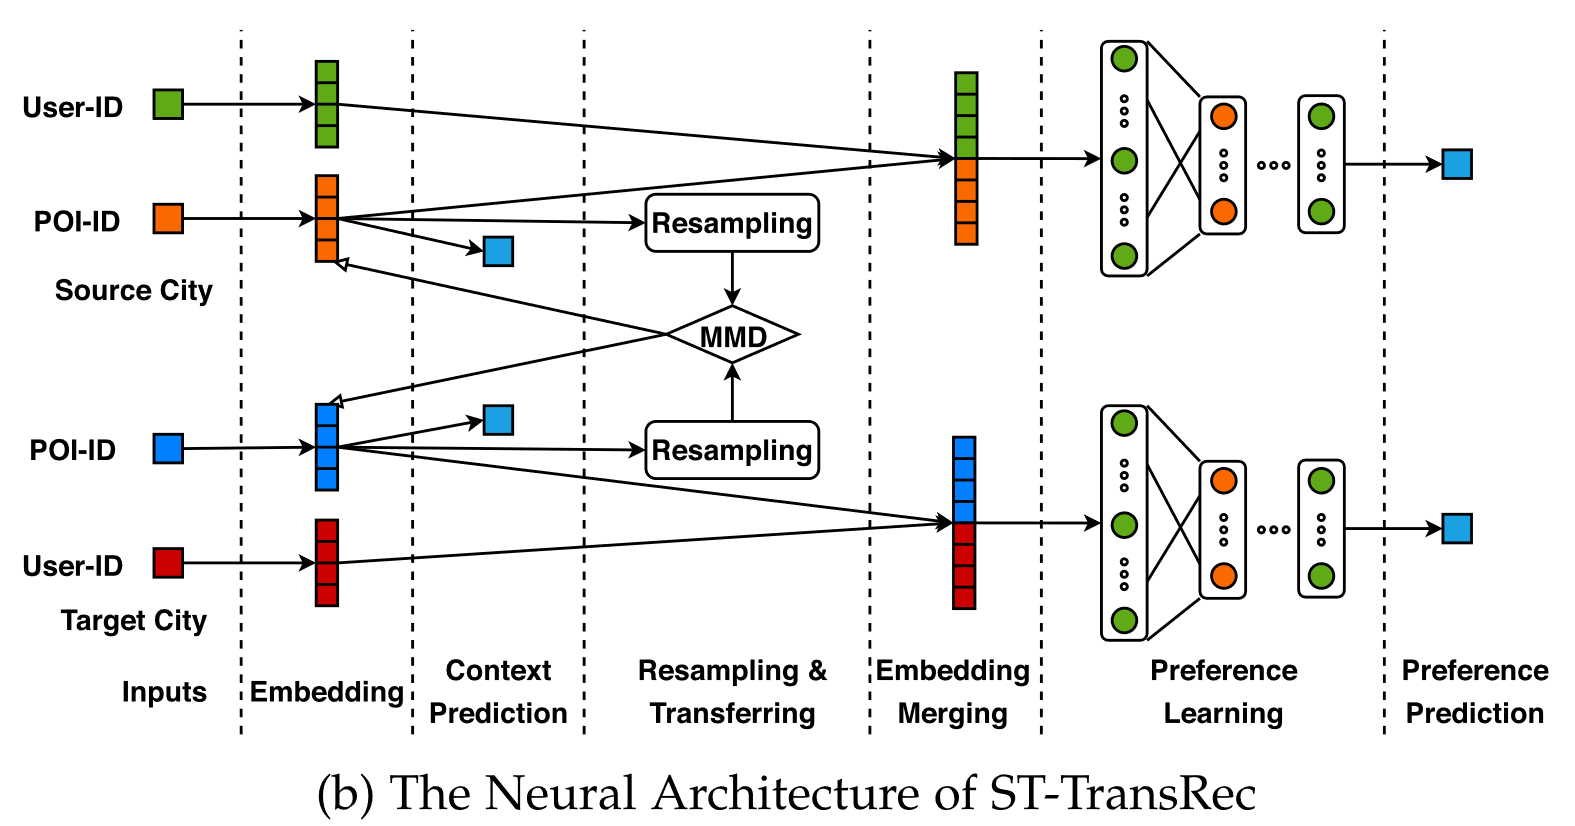 User-ID
POI-ID
Resampling
Source City
MMD
POI-ID
Resampling
User-ID
Target City
Inputs
Embedding
Context
Prediction
Resampling &
Transferring
Embedding
Merging
Preference
Learning
Preference
Prediction
(b) The Neural Architecture of ST-TransRec